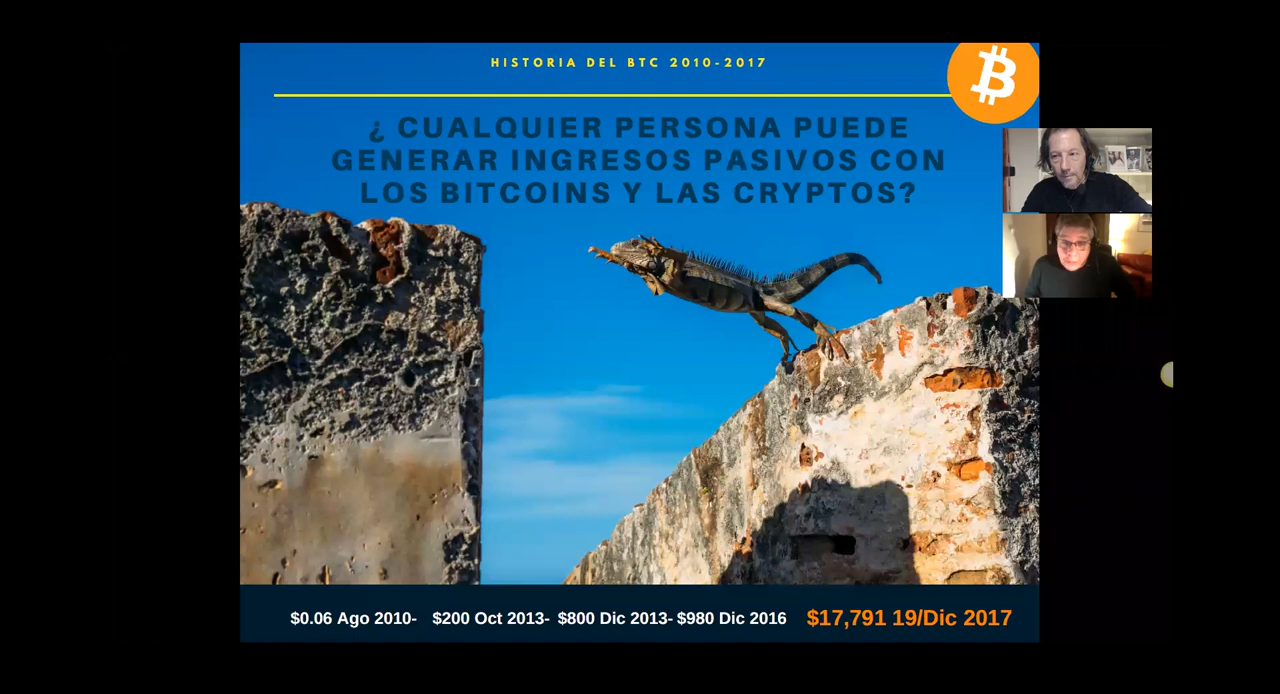 HISTORIA DEL BTC 2010-2017
¿ CUALQUIER PERSONA PUEDE
GENERAR INGRESOS PASIVOS CON
LOS BITCOINS Y LAS CRYPTOS?
$0.06 Ago 2010- $200 Oct 2013- $800 Dic 2013- $980 Dic 2016 $17,791 19/Dic 2017